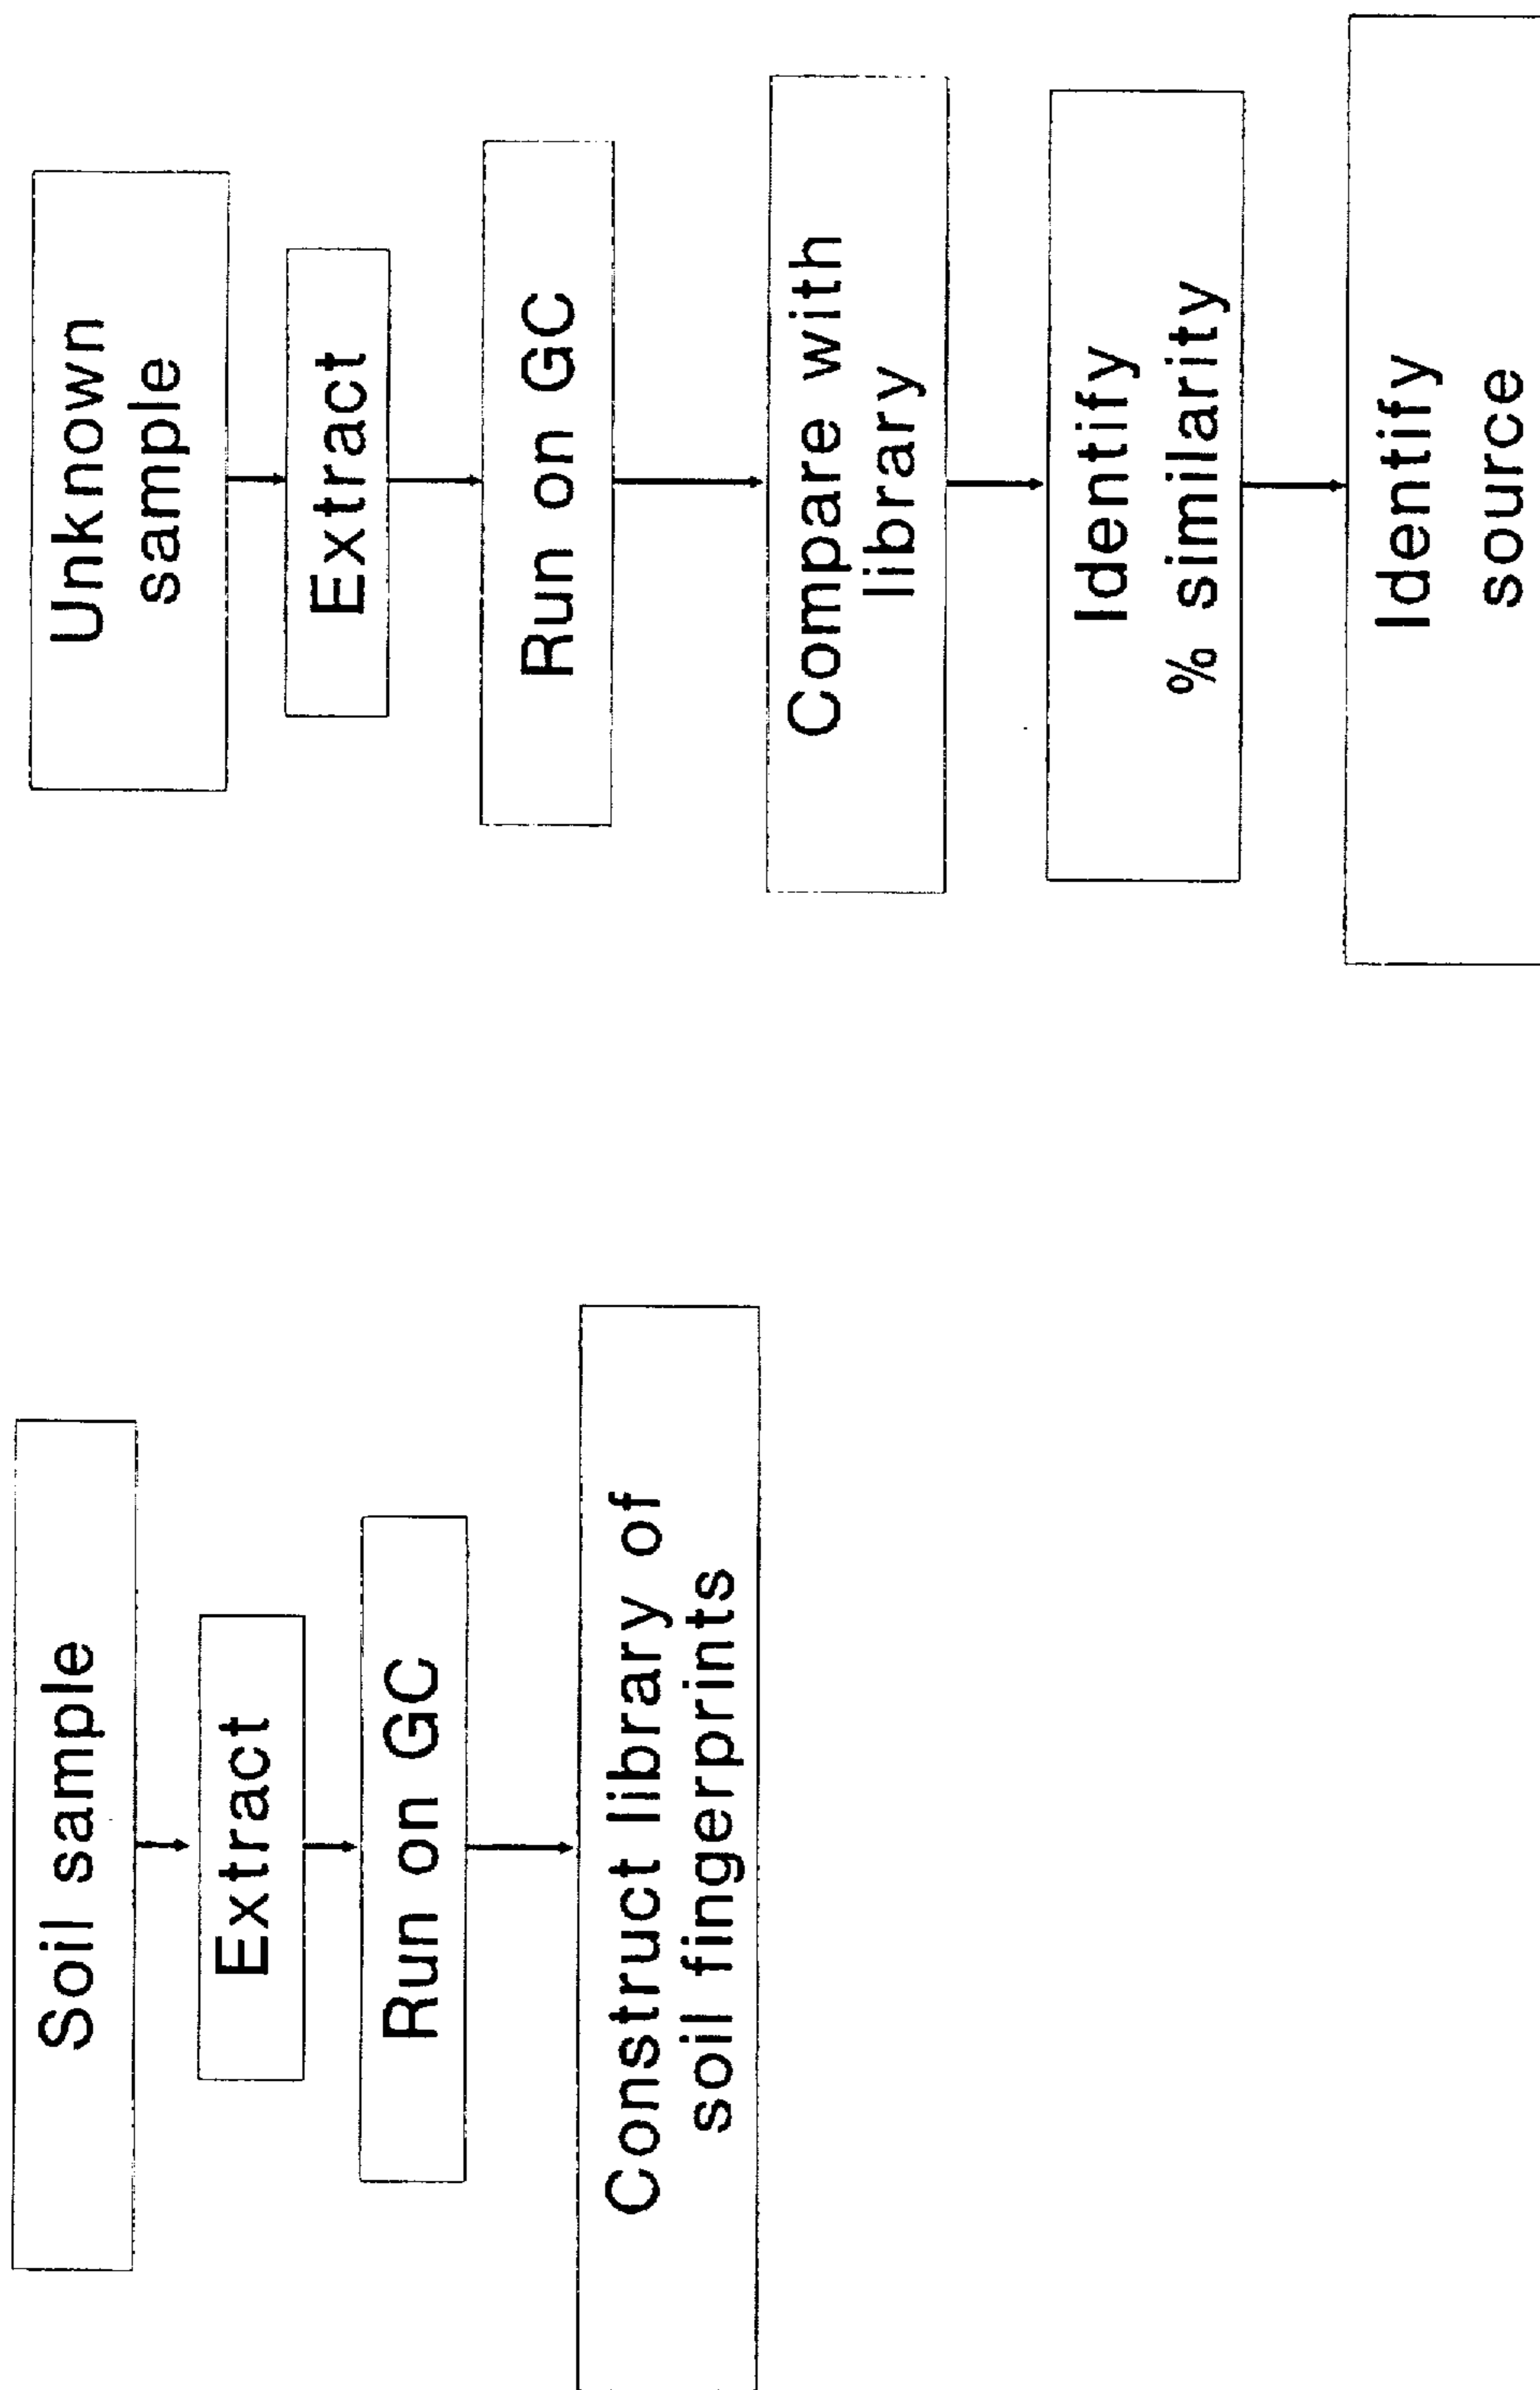 Soil sample
Extract
Run on GC
Construct library of
soil fingerprints
Unknown
sample
Extract
Run on GC
Compare with
library
Identify
% similarity
Identify
source